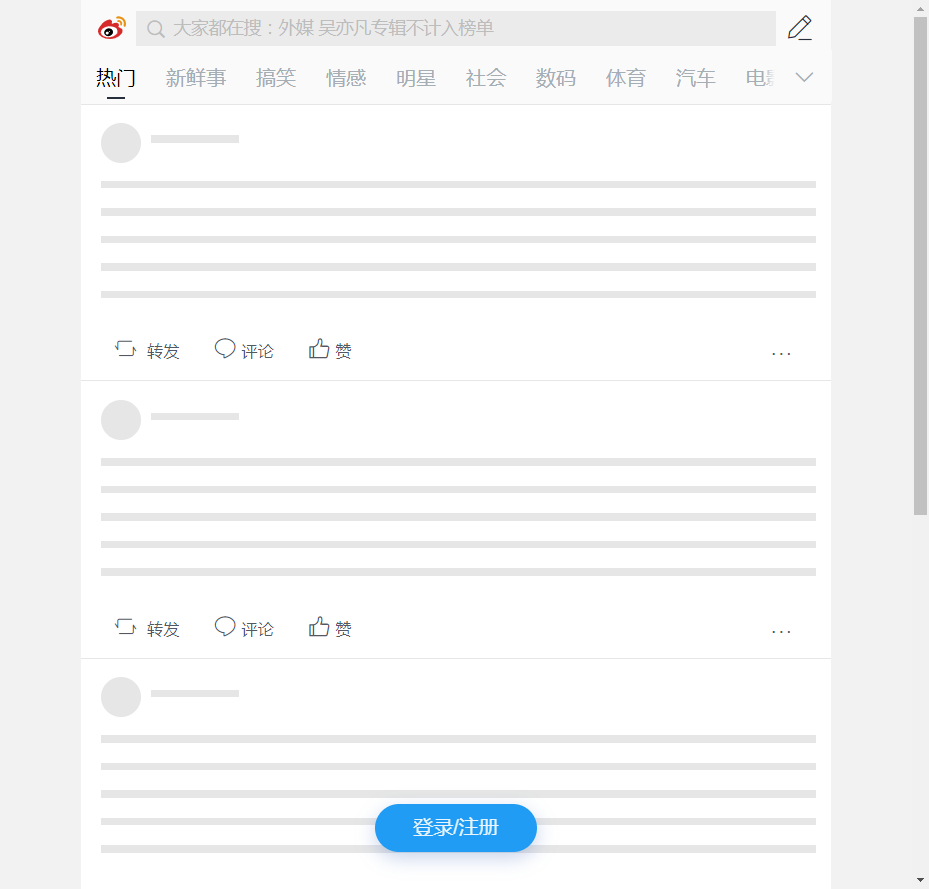 大家都在搜：外媒 吴亦凡专辑不计入榜单
热门 新鲜事 搞笑 情感 明星 社会 数码 体育 汽车 电
转发 评论 赞 ...
转发 评论 赞 ...
登录/注册